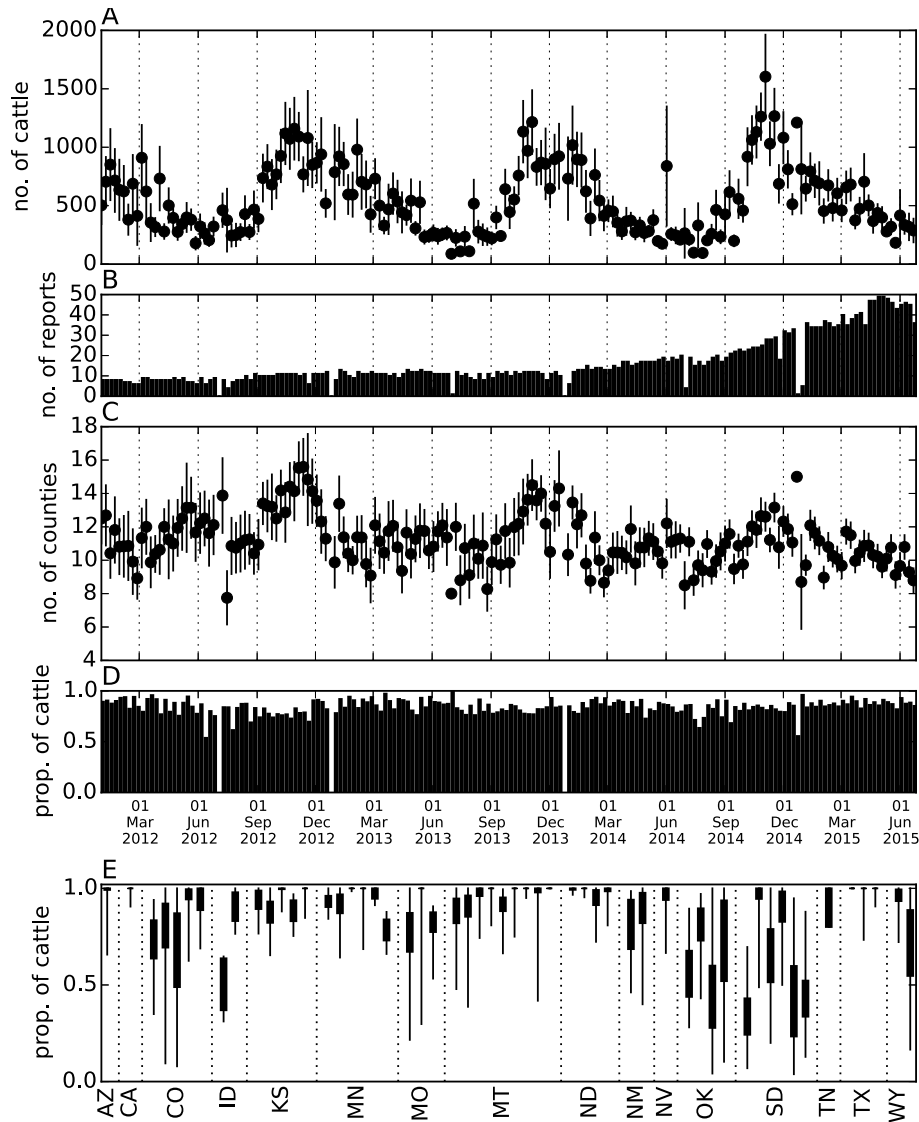 A
2000
1500
1000
500
0
no. of cattle
B
50
40
30
20
10
0
no. of reports
C
18
16
14
12
10
8
6
4
no. of counties
D
1.0
0.5
0.0
prop. of cattle
01 01 01 01 01 01 01 01 01 01 01 01 01 01
Mar Jun Sep Dec Mar Jun Sep Dec Mar Jun Sep Dec Mar Jun
2012 2012 2012 2012 2013 2013 2013 2013 2014 2014 2014 2014 2015 2015
E
1.0
0.5
0.0
prop. of cattle
AZ CA CO ID KS MN MO MT ND NM NV OK SD TN TX WY